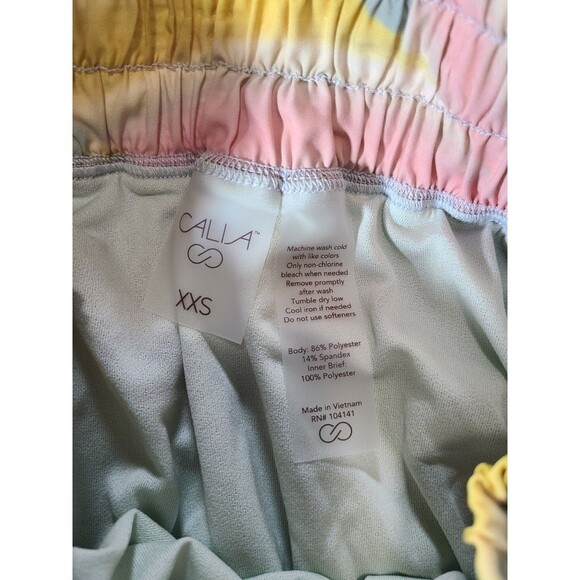 CALIA™
XXS
Machine wash cold
with like colors
Only non-chlorine
bleach when needed
Remove promptly
after wash
Tumble dry low
Cool iron if needed
Do not use softeners
Body: 86% Polyester
14% Spandex
Inner Brief:
100% Polyester
Made in Vietnam
RN# 104141